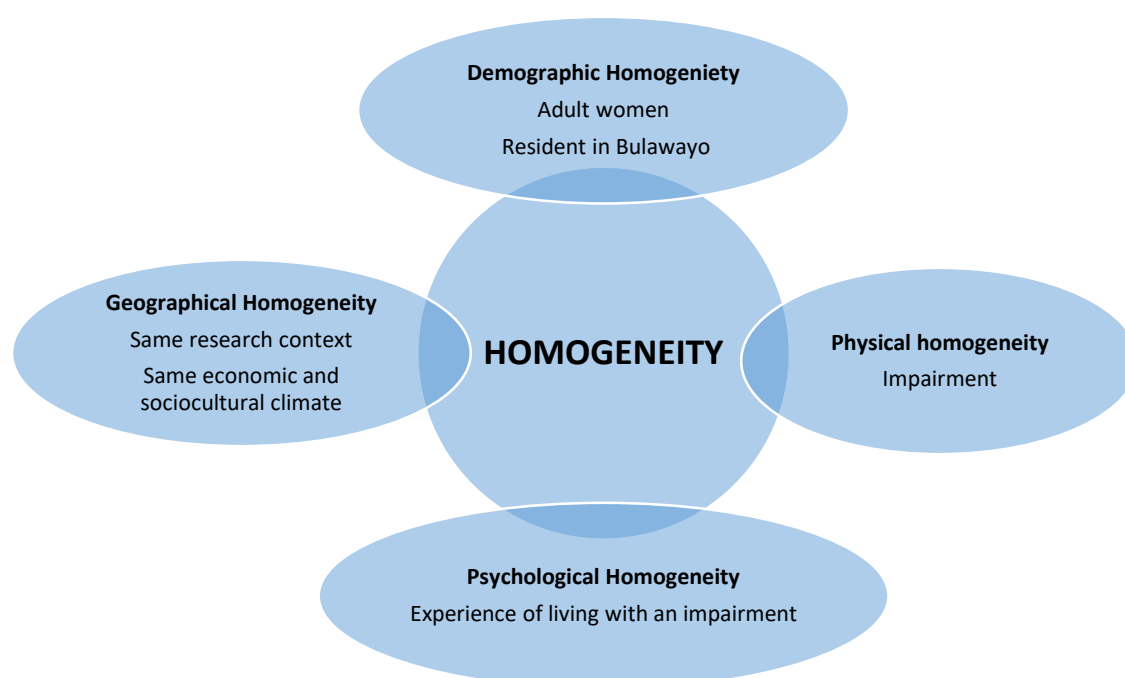 Demographic Homogeniety
Adult women
Resident in Bulawayo
Geographical Homogeneity
Same research context
Same economic and
sociocultural climate
HOMOGENEITY
Physical homogeneity
Impairment
Psychological Homogeneity
Experience of living with an impairment